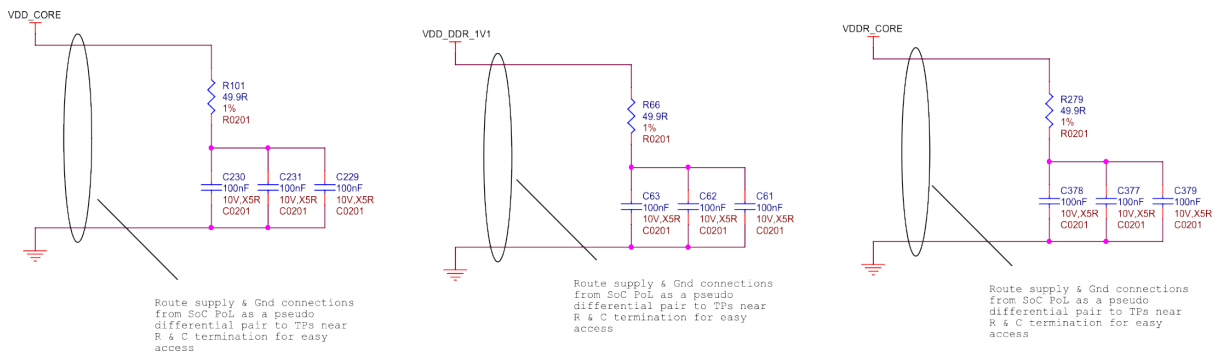 VDD_CORE
R101
49.9R
1%
R0201
C230
100nF
10V,X5R
C0201
C231
100nF
10V,X5R
C0201
C229
100nF
10V,X5R
C0201
Route supply & Gnd connections
from SoC PoL as a pseudo
differential pair to TPs near
R & C termination for easy
access
VDD_DDR_1V1
R66
49.9R
1%
R0201
C63
100nF
10V,X5R
C0201
C62
100nF
10V,X5R
C0201
C61
100nF
10V,X5R
C0201
Route supply & Gnd connections
from SoC PoL as a pseudo
differential pair to TPs near
R & C termination for easy
access
VDDR_CORE
R279
49.9R
1%
R0201
C378
100nF
10V,X5R
C0201
C377
100nF
10V,X5R
C0201
C379
100nF
10V,X5R
C0201
Route supply & Gnd connections
from SoC PoL as a pseudo
differential pair to TPs near
R & C termination for easy
access